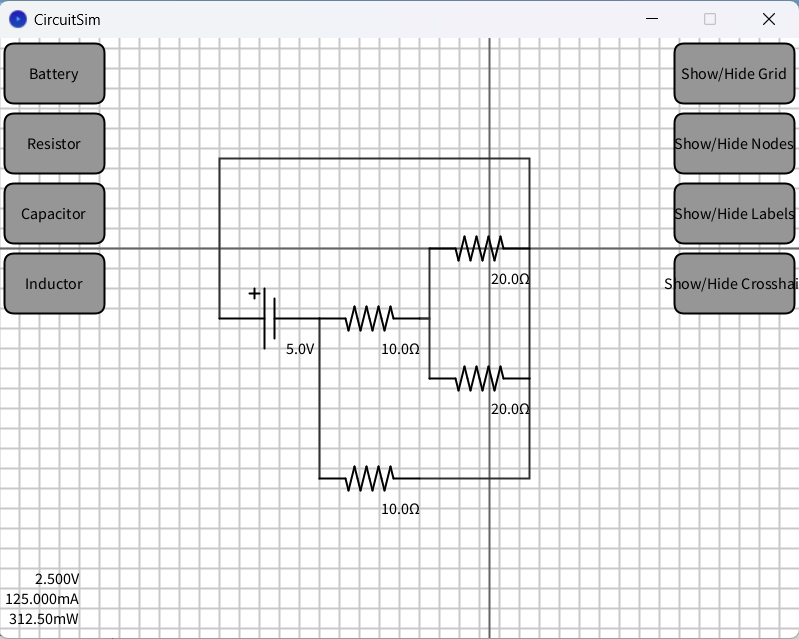 CircuitSim
Battery
Show/Hide Grid
Resistor
Show/Hide Nodes
Capacitor
Show/Hide Labels
Inductor
Show/Hide Crosshai
20.0Ω
+
5.0V
10.0Ω
20.0Ω
10.0Ω
2.500V
125.000mA
312.50mW